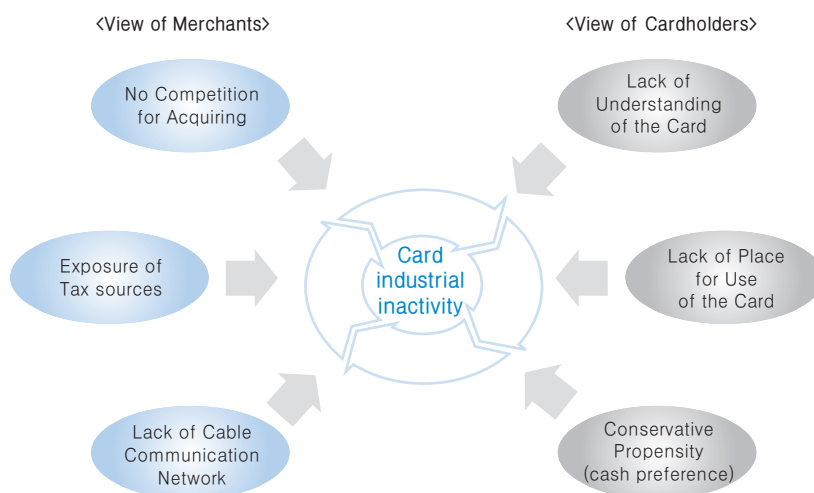 <View of Merchants>
<View of Cardholders>
No Competition
for Acquiring
Lack of
Understanding
of the Card
Exposure of
Tax sources
Card
industrial
inactivity
Lack of Place
for Use
of the Card
Lack of Cable
Communication
Network
Conservative
Propensity
(cash preference)